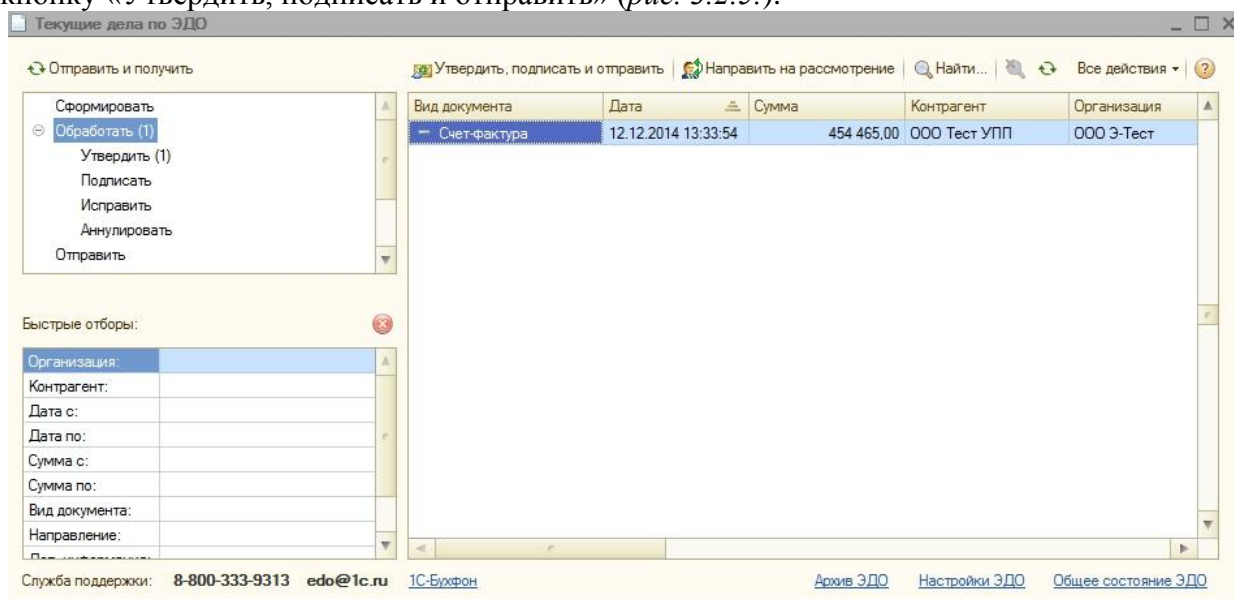 кнопку «Утвердить, подписать и отправить» (рис. 3.2.5.).
Текущие дела по ЭДО
Отправить и получить
Утвердить, подписать и отправить
Направить на рассмотрение
Найти...
Все действия
Сформировать
Обработать (1)
Утвердить (1)
Подписать
Исправить
Аннулировать
Отправить
Вид документа Дата Сумма Контрагент Организация
Счет-фактура 12.12.2014 13:33:54 454 465,00 ООО Тест УПП ООО Э-Тест
Быстрые отборы:
Организация:
Контрагент:
Дата с:
Дата по:
Сумма с:
Сумма по:
Вид документа:
Направление:
Служба поддержки: 8-800-333-9313 edo@1c.ru 1С-Бухфон Архив ЭДО Настройки ЭДО Общее состояние ЭДО